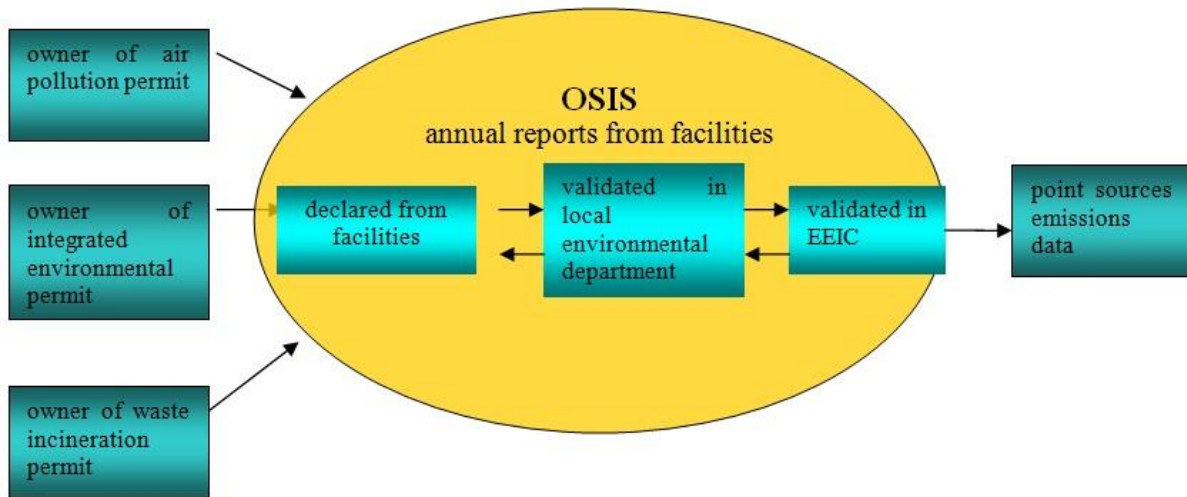 owner of air
pollution permit
owner of
integrated
environmental
permit
owner of waste
incineration
permit
OSIS
annual reports from facilities
declared from
facilities
validated in
local
environmental
department
validated in
EEIC
point sources
emissions
data